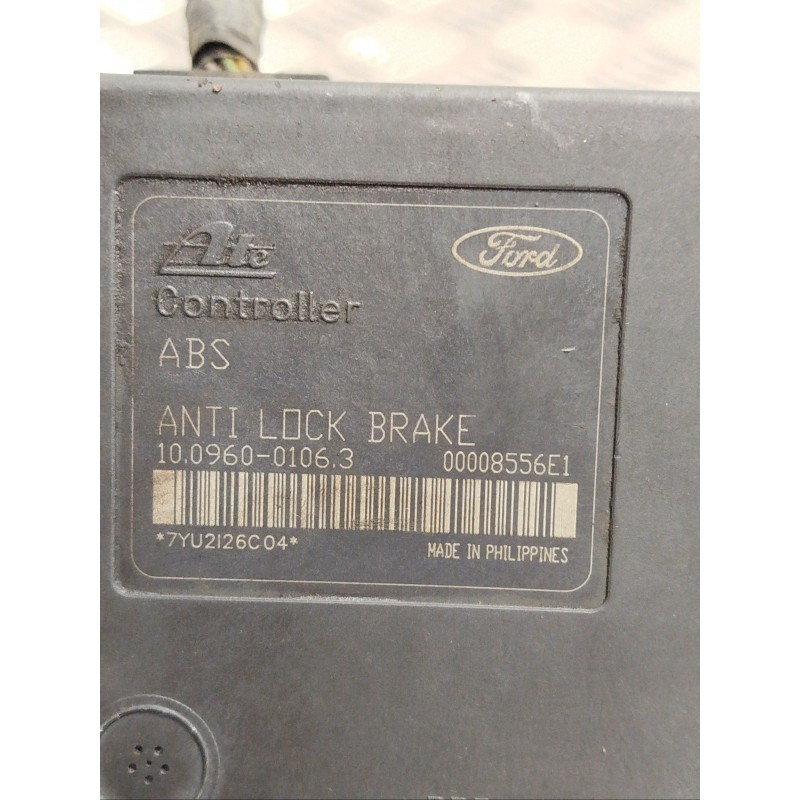 Ate
Ford
Controller
ABS
ANTI LOCK BRAKE
10.0960-0106.3 00008556E1
*7YU2I26C04* MADE IN PHILIPPINES